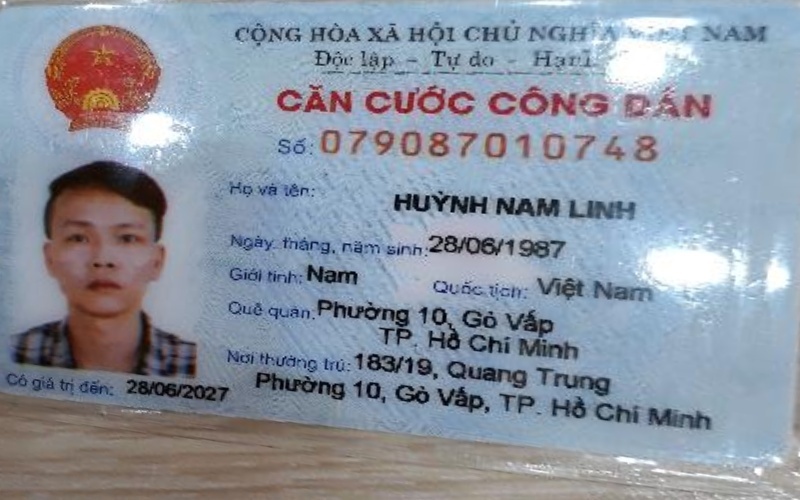 CỘNG HÒA XÃ HỘI CHỦ NGHĨA VIỆT NAM
Độc lập - Tự do -
CĂN CƯỚC CÔNG DÂN
Số: 079087010748
Họ và tên: HUỲNH NAM LINH
Ngày, tháng, năm sinh: 28/06/1987
Giới tính: Nam Quốc tịch: Việt Nam
Quê quán: Phường 10, Gò Vấp
TP. Hồ Chí Minh
Nơi thường trú: 183/19, Quang Trung
Phường 10, Gò Vấp, TP. Hồ Chí Minh
Có giá trị đến: 28/06/2027